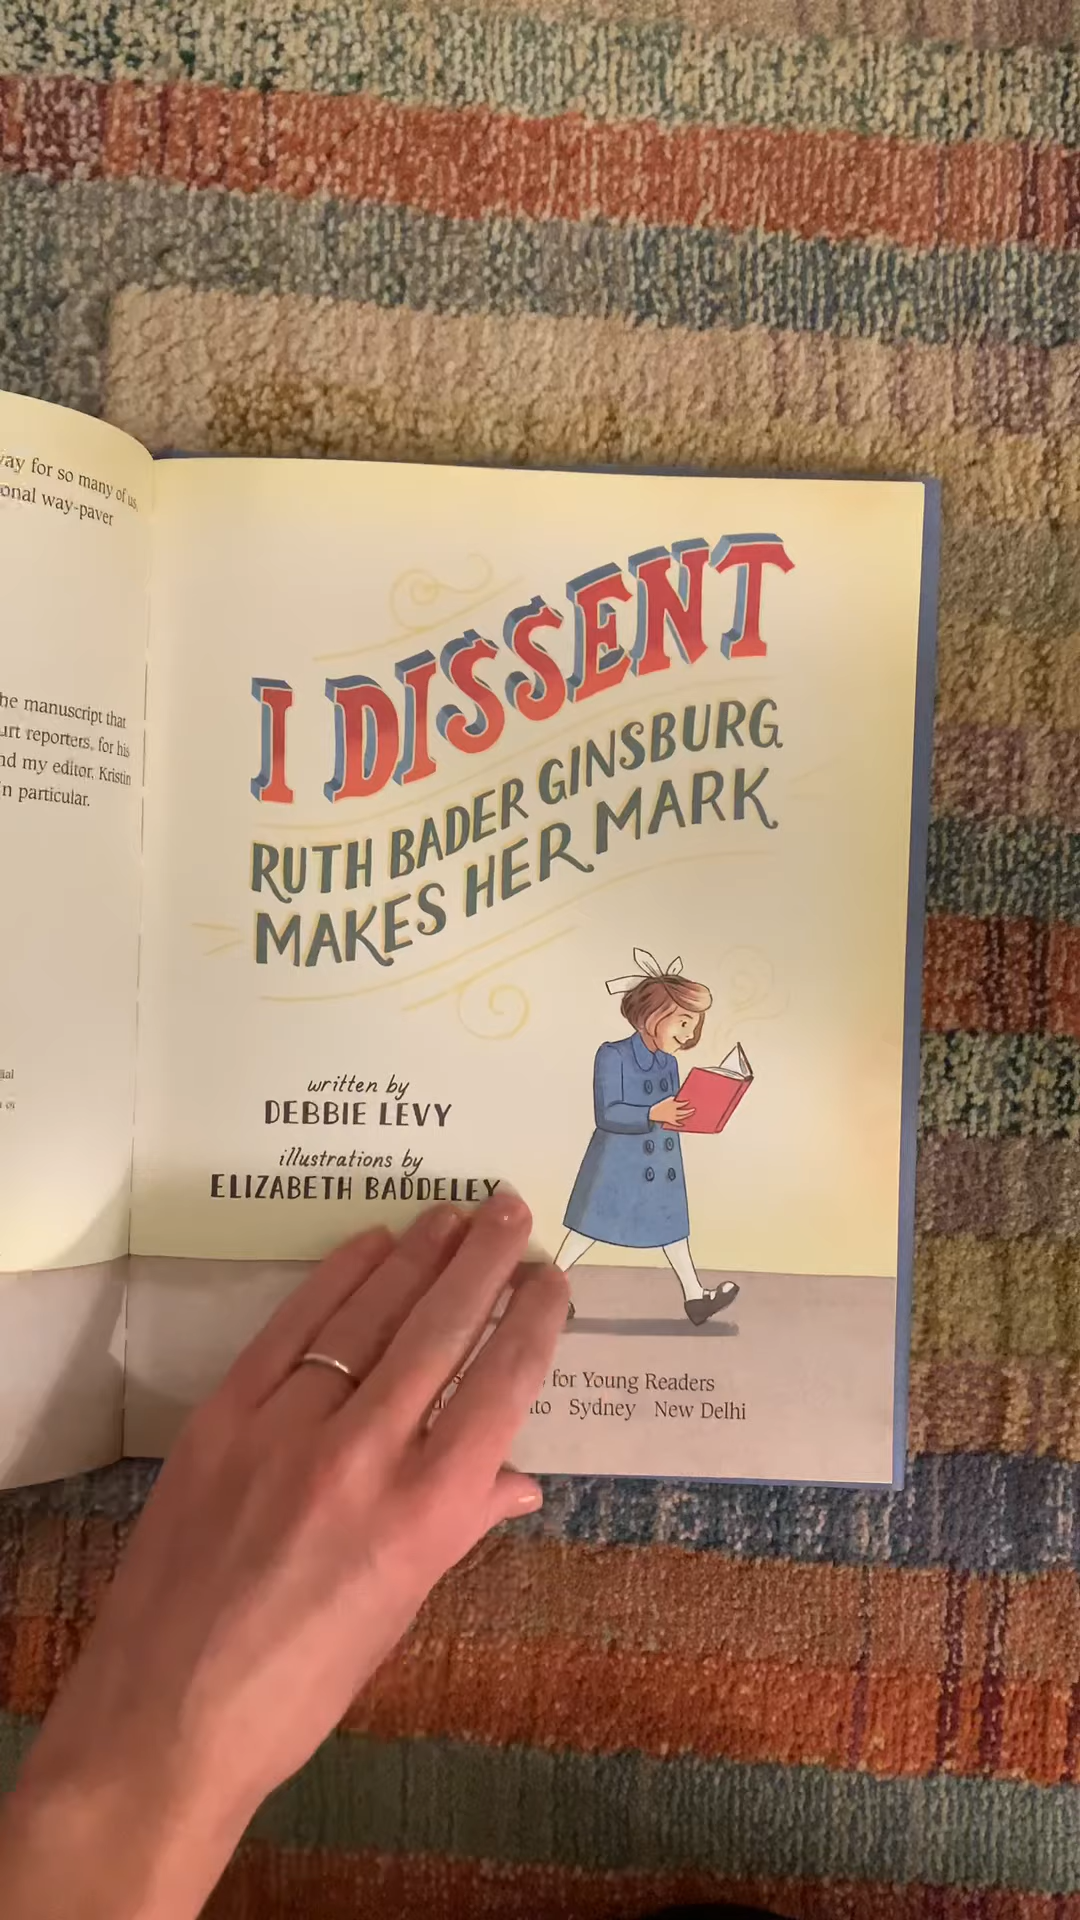 way for so many of us,
onal way-paver
he manuscript that
urt reporters, for his
nd my editor, Kristin
n particular.
ial
I DISSENT
RUTH BADER GINSBURG
MAKES HER MARK
written by
DEBBIE LEVY
illustrations by
ELIZABETH BADDELEY
for Young Readers
to Sydney New Delhi